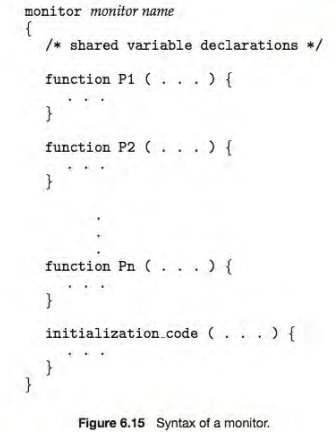 monitor monitor name
{
/* shared variable declarations */
function P1 ( . . . ) {
. . .
}
function P2 ( . . . ) {
. . .
}
.
.
.
function Pn ( . . . ) {
. . .
}
initialization_code ( . . . . ) {
. . .
}
}
Figure 6.15 Syntax of a monitor.